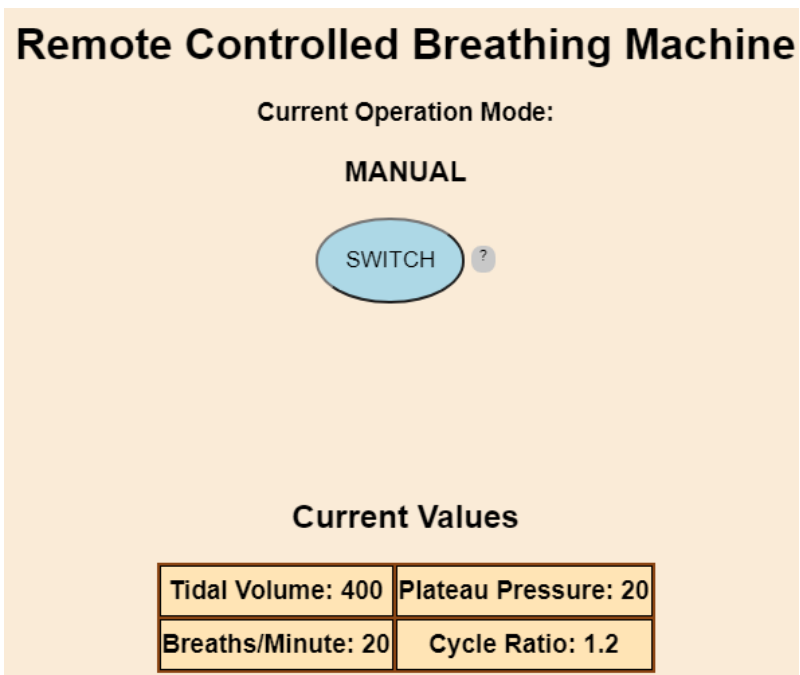 Remote Controlled Breathing Machine
Current Operation Mode:
MANUAL
SWITCH ?
Current Values
Tidal Volume: 400 Plateau Pressure: 20
Breaths/Minute: 20 Cycle Ratio: 1.2